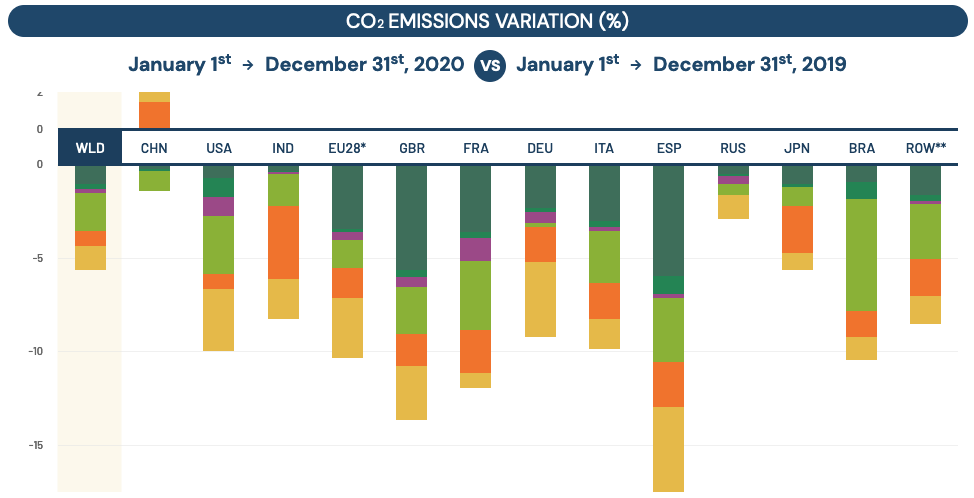 CO₂ EMISSIONS VARIATION (%)
January 1st → December 31st, 2020 VS January 1st → December 31st, 2019
2
0
WLD CHN USA IND EU28* GBR FRA DEU ITA ESP RUS JPN BRA ROW**
0
-5
-10
-15